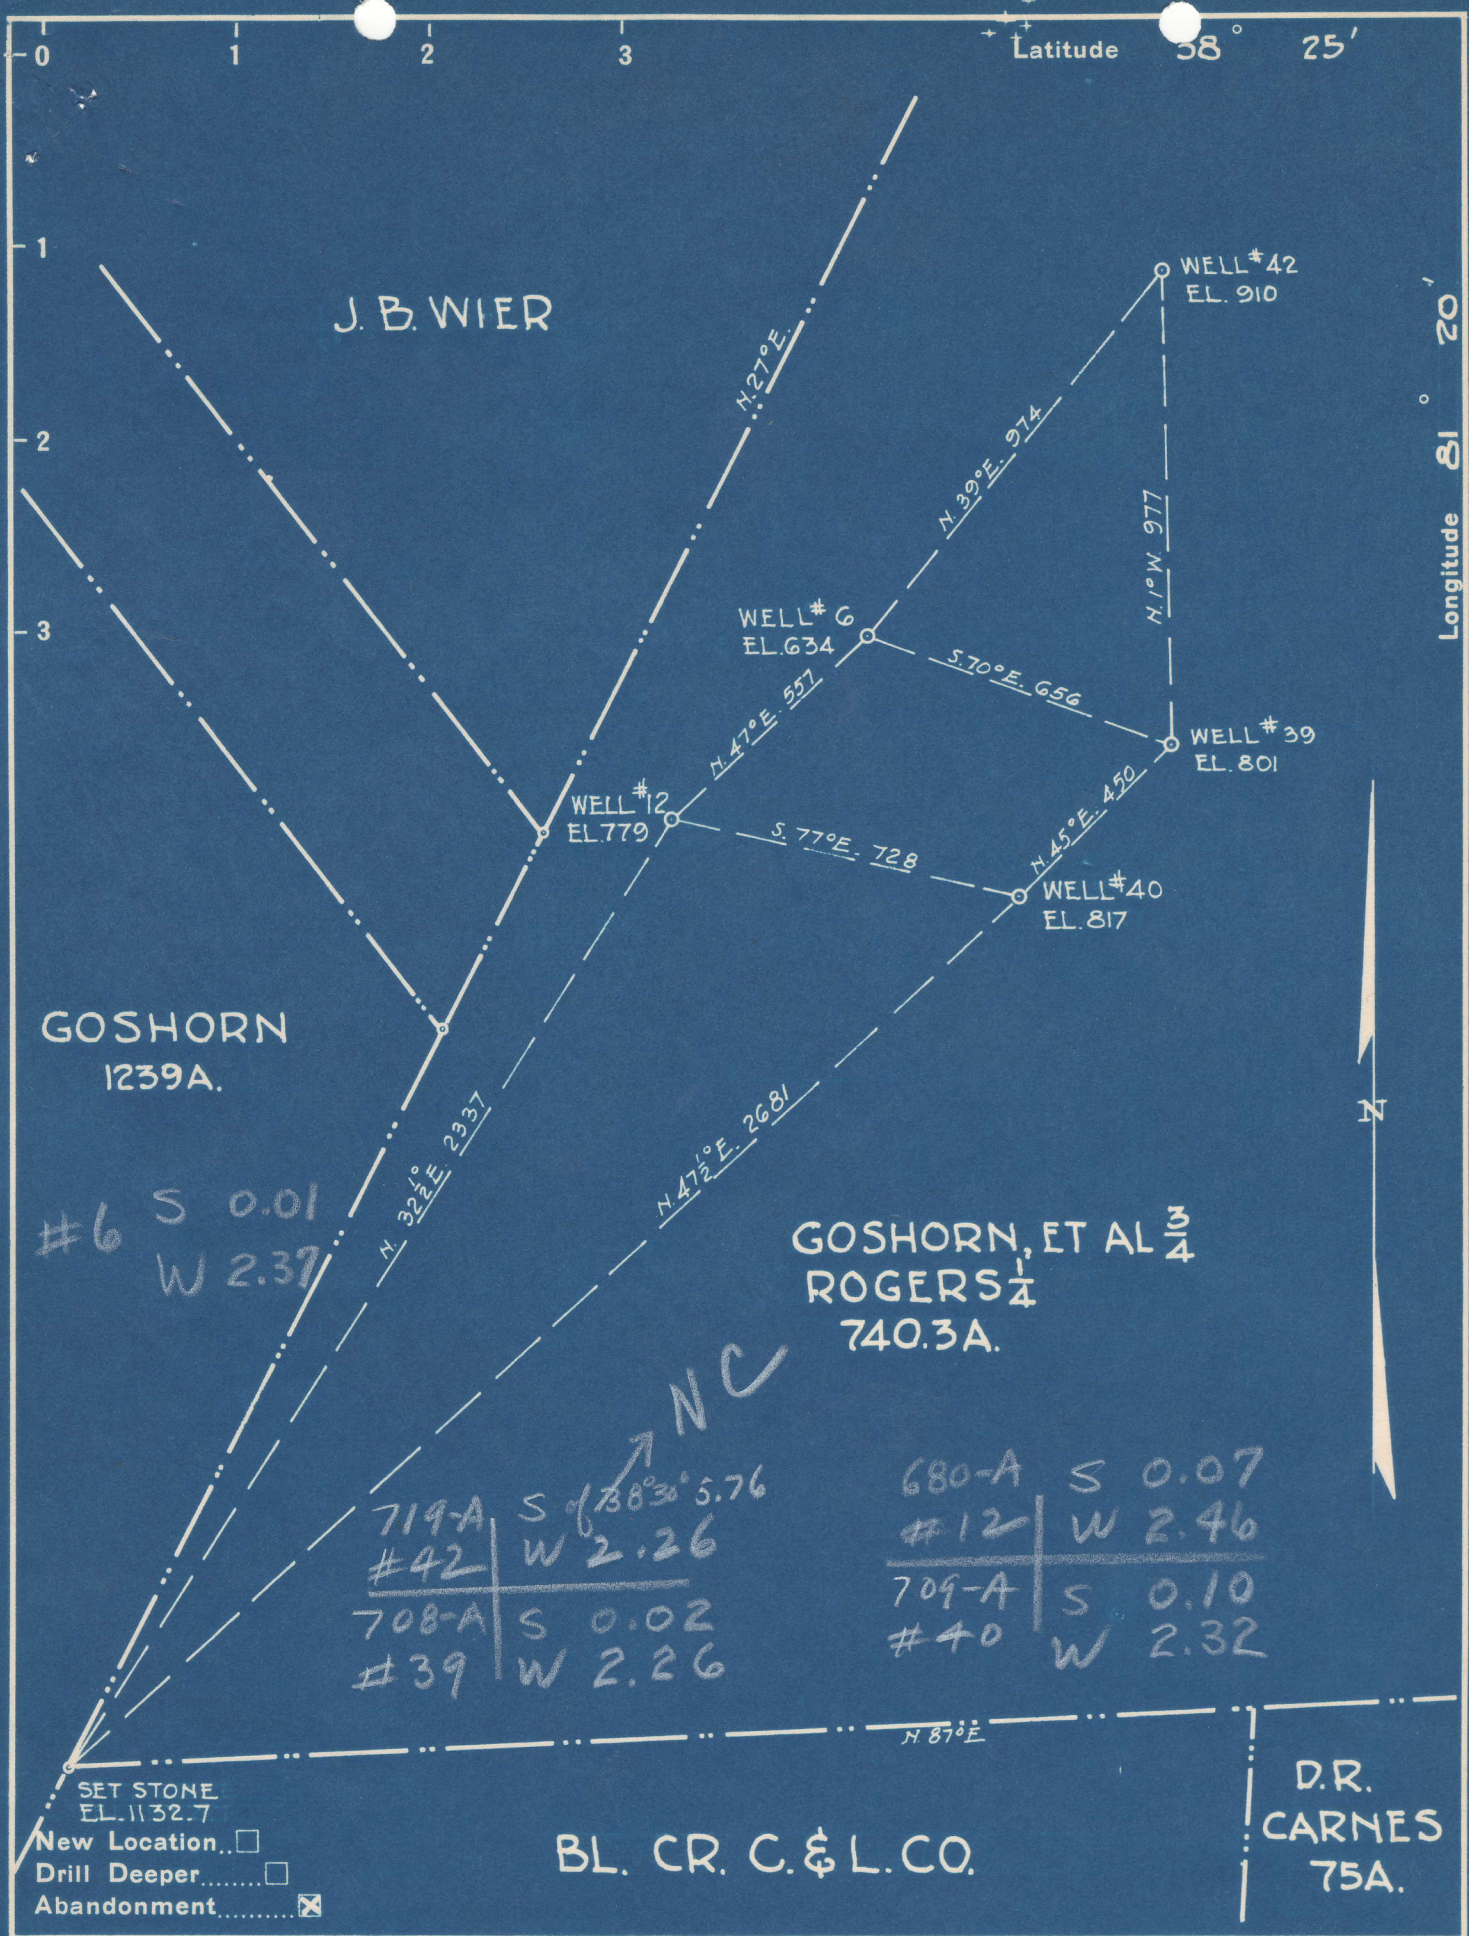 0 1 2 3 Latitude 38° 25'
1
2
3
Longitude 81° 20'
J. B. WIER
N. 27° E.
WELL #42
EL. 910
N. 39° E. 974
N. 1° W. 977
WELL # 6
EL. 634
S. 70° E. 656
WELL #39
EL. 801
N. 47° E. 557
WELL #12
EL. 779
S. 77° E. 728
N. 45° E. 450
WELL #40
EL. 817
GOSHORN
1239 A.
N. 32½° E. 2337
N. 47½° E. 2681
N
#6 S 0.01
W 2.37
GOSHORN, ET AL ¾
ROGERS ¼
740.3 A.
NC
719-A S of 38°30' 5.76
#42 W 2.26
708-A S 0.02
#39 W 2.26
680-A S 0.07
#12 W 2.46
709-A S 0.10
#40 W 2.32
N. 87° E
SET STONE
EL. 1132.7
New Location..
Drill Deeper........
Abandonment..........
BL. CR. C. & L. CO.
D. R.
CARNES
75 A.